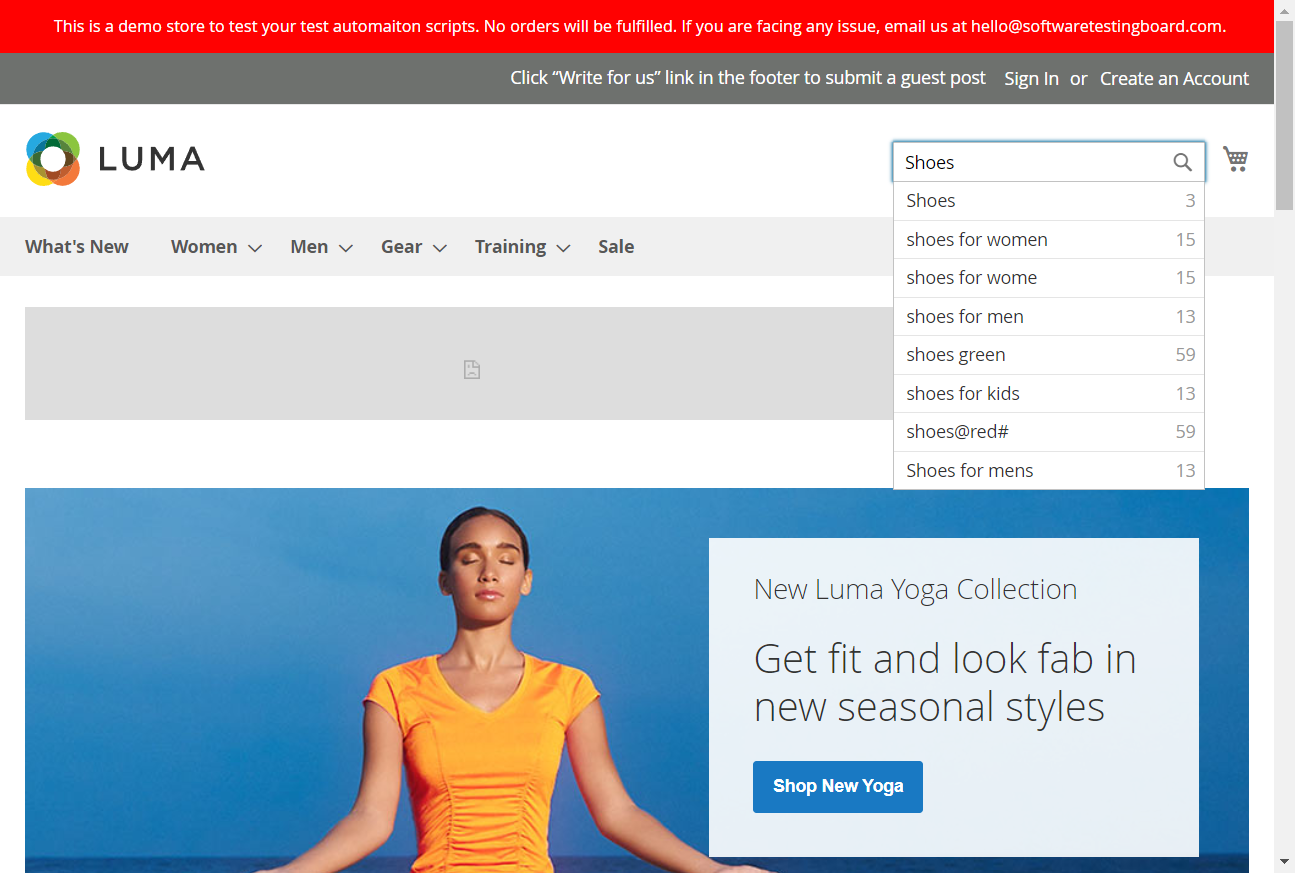 This is a demo store to test your test automaiton scripts. No orders will be fulfilled. If you are facing any issue, email us at hello@softwaretestingboard.com.
Click “Write for us” link in the footer to submit a guest post Sign In or Create an Account
LUMA
Shoes
Shoes 3
shoes for women 15
shoes for wome 15
shoes for men 13
shoes green 59
shoes for kids 13
shoes@red# 59
Shoes for mens 13
What's New Women Men Gear Training Sale
New Luma Yoga Collection
Get fit and look fab in
new seasonal styles
Shop New Yoga